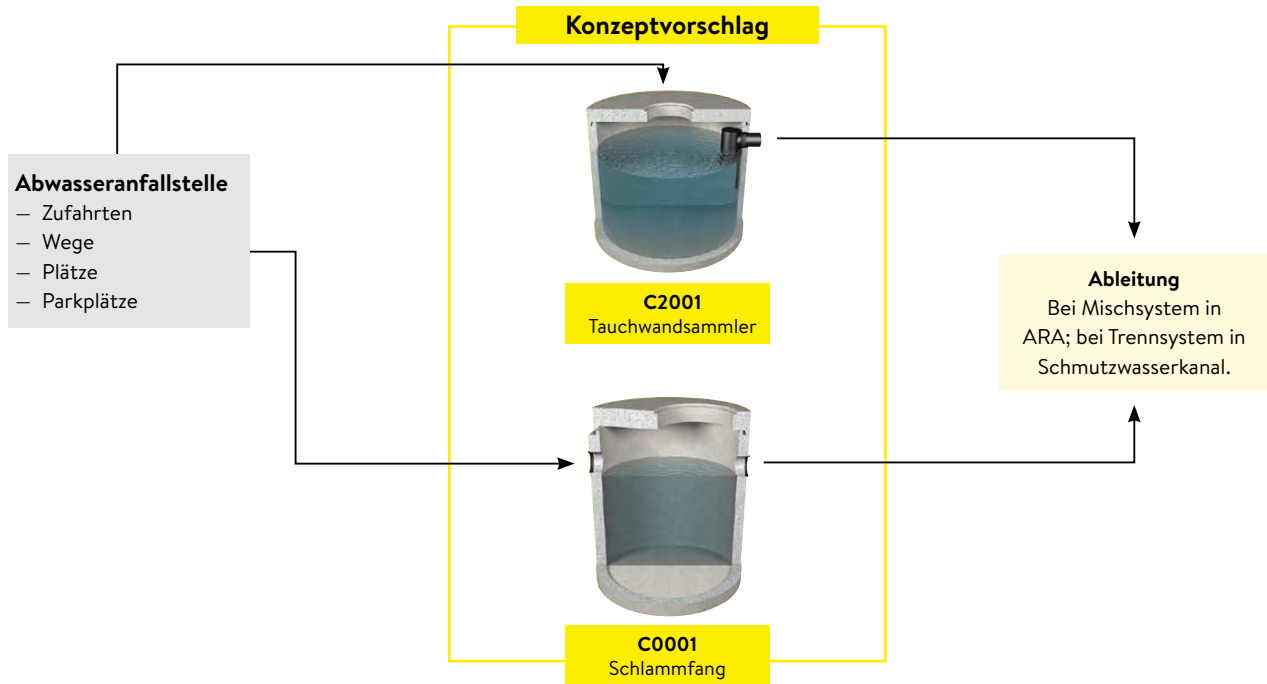 Konzeptvorschlag
Abwasseranfallstelle
— Zufahrten
— Wege
— Plätze
— Parkplätze
C2001
Tauchwandsammler
Ableitung
Bei Mischsystem in
ARA; bei Trennsystem in
Schmutzwasserkanal.
C0001
Schlammfang